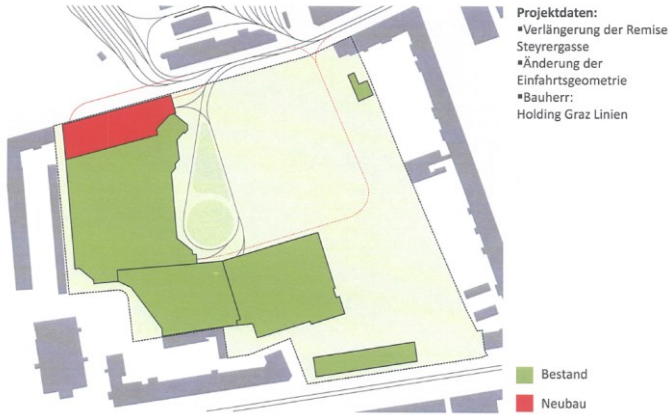 Projektdaten:
▪Verlängerung der Remise
Steyrergasse
▪Änderung der
Einfahrtsgeometrie
▪Bauherr:
Holding Graz Linien
Bestand
Neubau